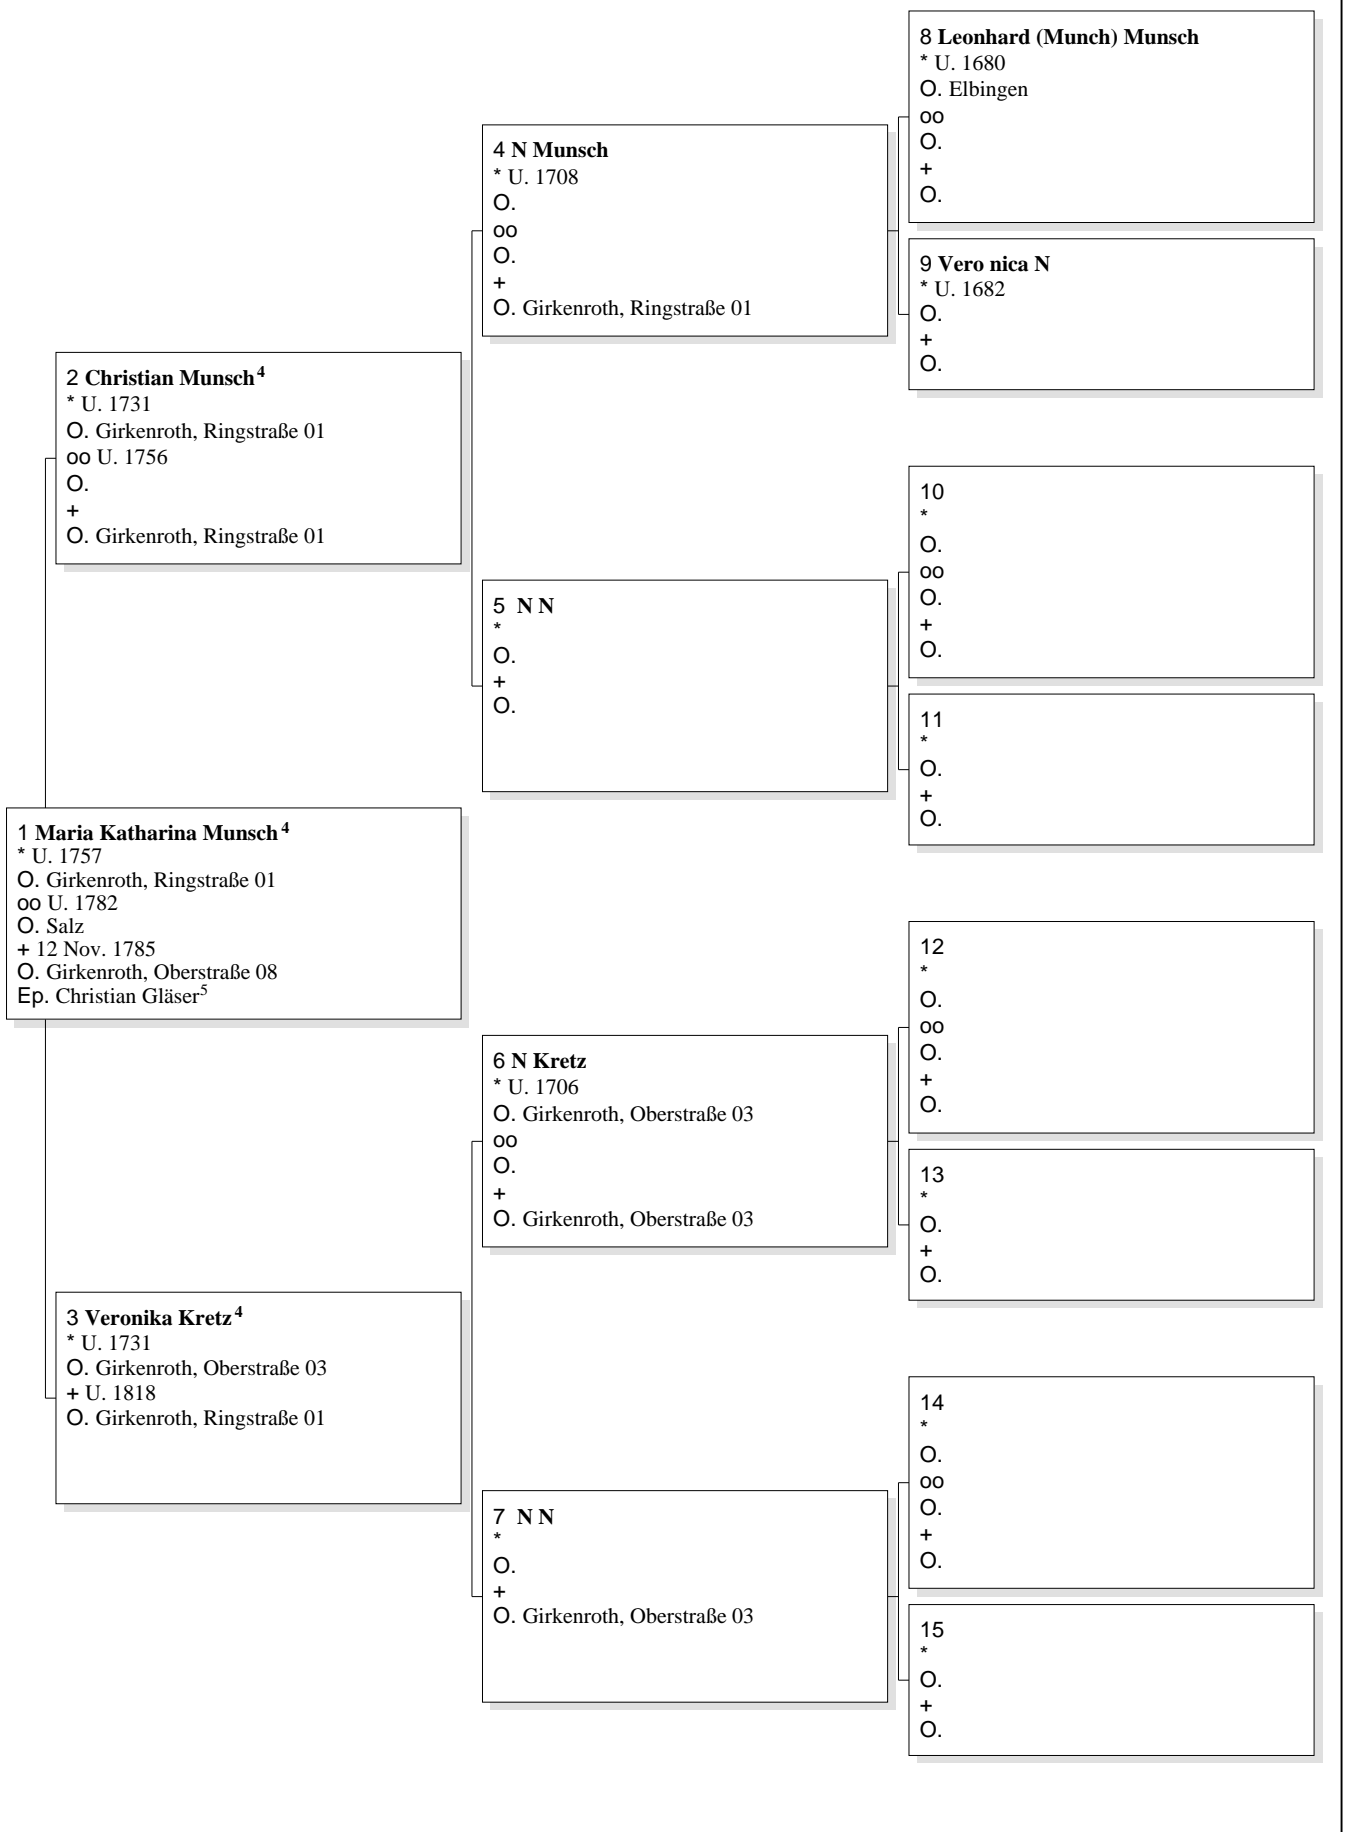 8 Leonhard (Munch) Munsch
* U. 1680
O. Elbingen
oo
O.
+
O.
4 N Munsch
* U. 1708
O.
oo
O.
+
O. Girkenroth, Ringstraße 01
9 Vero nica N
* U. 1682
O.
+
O.
2 Christian Munsch 4
* U. 1731
O. Girkenroth, Ringstraße 01
oo U. 1756
O.
+
O. Girkenroth, Ringstraße 01
10
*
O.
oo
O.
+
O.
5 N N
*
O.
+
O.
11
*
O.
+
O.
1 Maria Katharina Munsch 4
* U. 1757
O. Girkenroth, Ringstraße 01
oo U. 1782
O. Salz
+ 12 Nov. 1785
O. Girkenroth, Oberstraße 08
Ep. Christian Gläser 5
12
*
O.
oo
O.
+
O.
6 N Kretz
* U. 1706
O. Girkenroth, Oberstraße 03
oo
O.
+
O. Girkenroth, Oberstraße 03
13
*
O.
+
O.
3 Veronika Kretz 4
* U. 1731
O. Girkenroth, Oberstraße 03
+ U. 1818
O. Girkenroth, Ringstraße 01
14
*
O.
oo
O.
+
O.
7 N N
*
O.
+
O. Girkenroth, Oberstraße 03
15
*
O.
+
O.